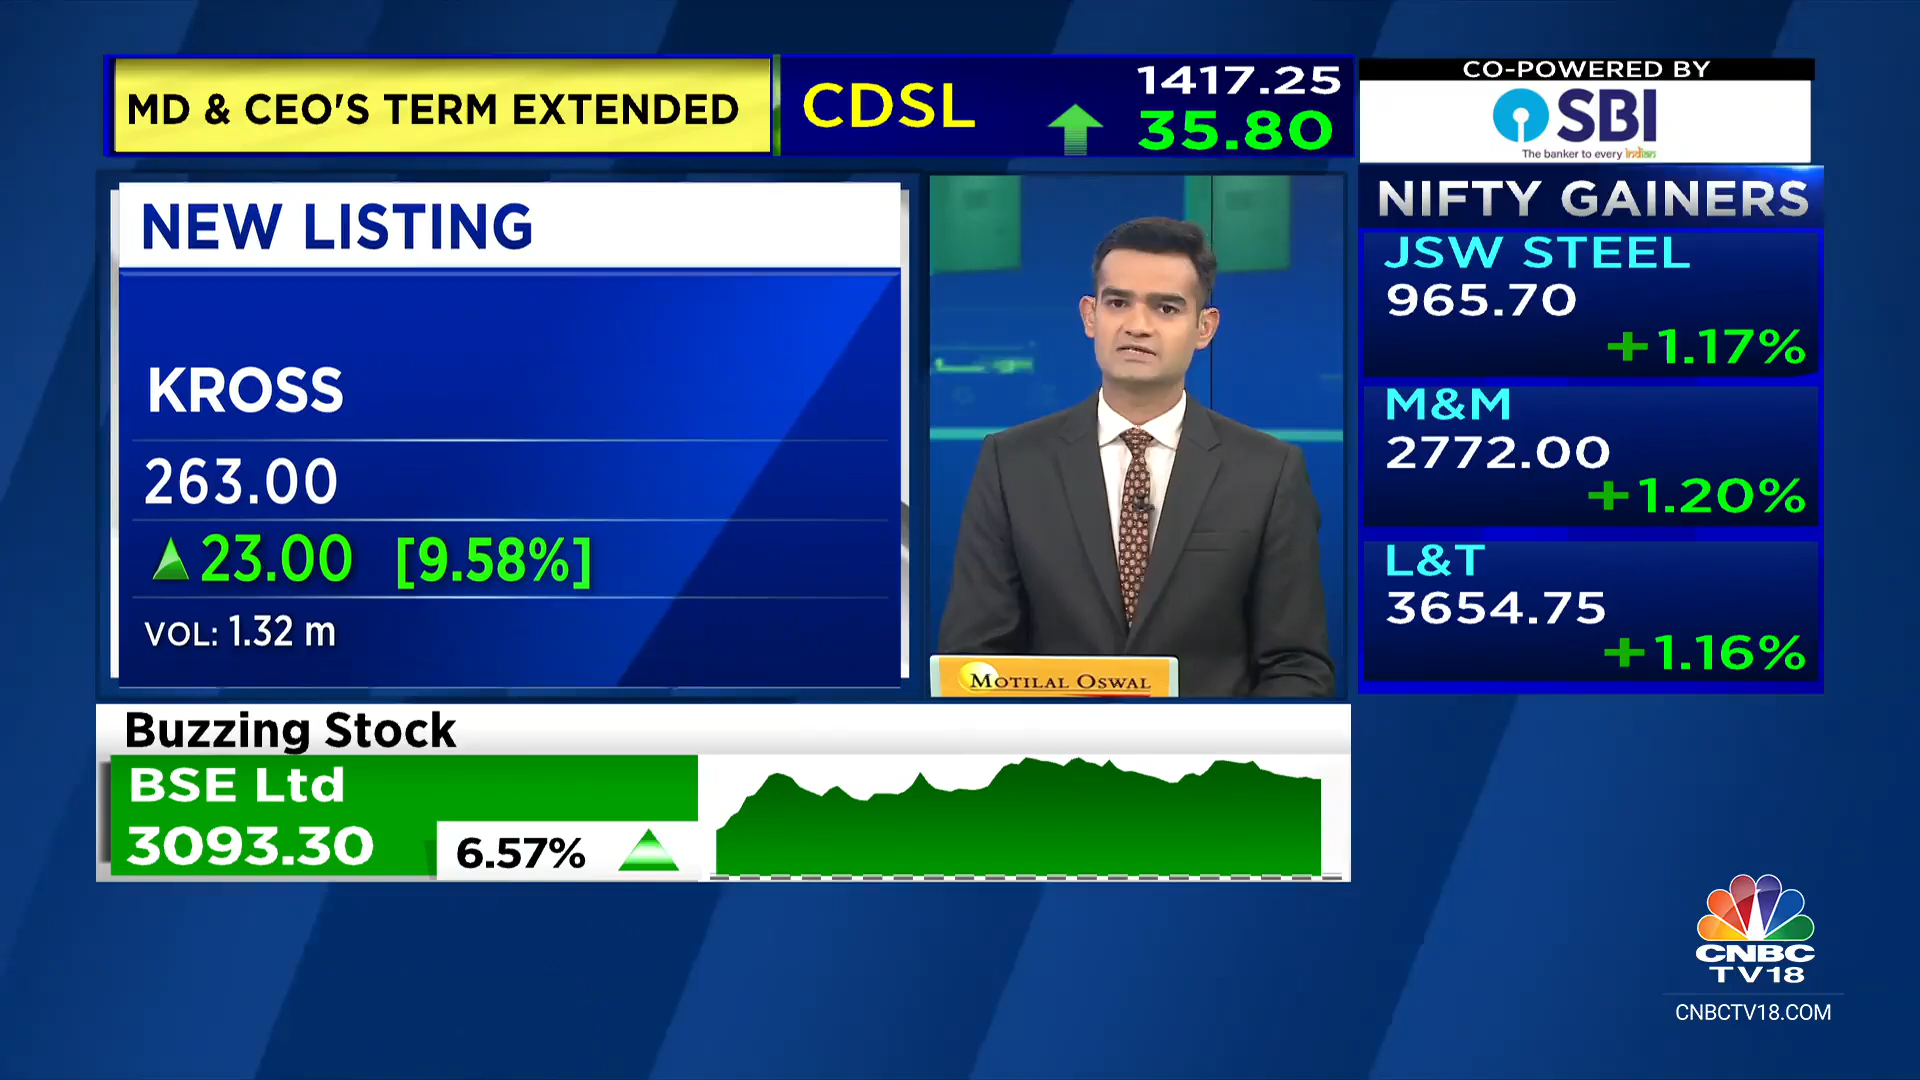 MD & CEO'S TERM EXTENDED
CDSL
1417.25
35.80
CO-POWERED BY
SBI
The banker to every indian
NEW LISTING
KROSS
263.00
23.00 [9.58%]
VOL: 1.32 m
MOTILAL OSWAL
NIFTY GAINERS
JSW STEEL
965.70
+1.17%
M&M
2772.00
+1.20%
L&T
3654.75
+1.16%
Buzzing Stock
BSE Ltd
3093.30
6.57%
CNBC
TV18
CNBCTV18.COM